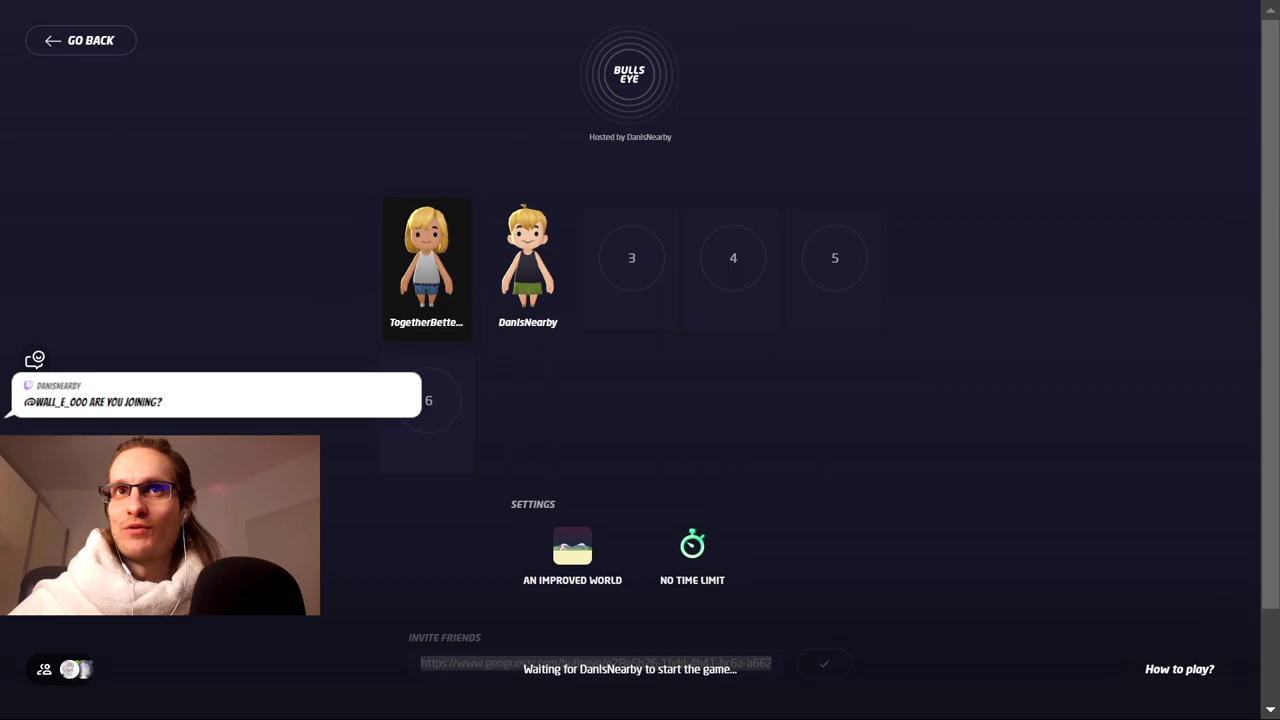 GO BACK
BULLS
EYE
Hosted by DanIsNearby
3
4
5
TogetherBette...
DanIsNearby
DANISNEARBY
@WALL_E_000 ARE YOU JOINING?
6
SETTINGS
AN IMPROVED WORLD
NO TIME LIMIT
INVITE FRIENDS
Waiting for DanIsNearby to start the game...
How to play?